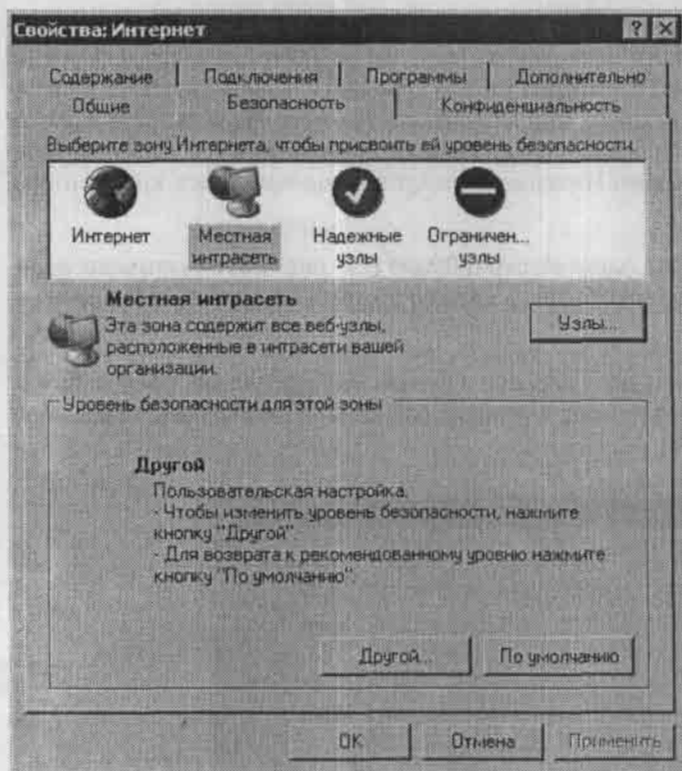 Свойства: Интернет
Содержание Подключения Программы Дополнительно
Общие Безопасность Конфиденциальность
Выберите зону Интернета, чтобы присвоить ей уровень безопасности.
Интернет
Местная интрасеть
Надежные узлы
Ограничен... узлы
Местная интрасеть
Эта зона содержит все веб-узлы,
расположенные в интрасети вашей
организации.
Узлы...
Уровень безопасности для этой зоны
Другой
Пользовательская настройка.
- Чтобы изменить уровень безопасности, нажмите
кнопку "Другой".
- Для возврата к рекомендованному уровню нажмите
кнопку "По умолчанию".
Другой... По умолчанию
OK Отмена Применить